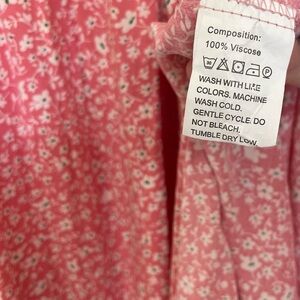 Composition:
100% Viscose
WASH WITH LIKE
COLORS. MACHINE
WASH COLD.
GENTLE CYCLE. DO
NOT BLEACH.
TUMBLE DRY LOW.